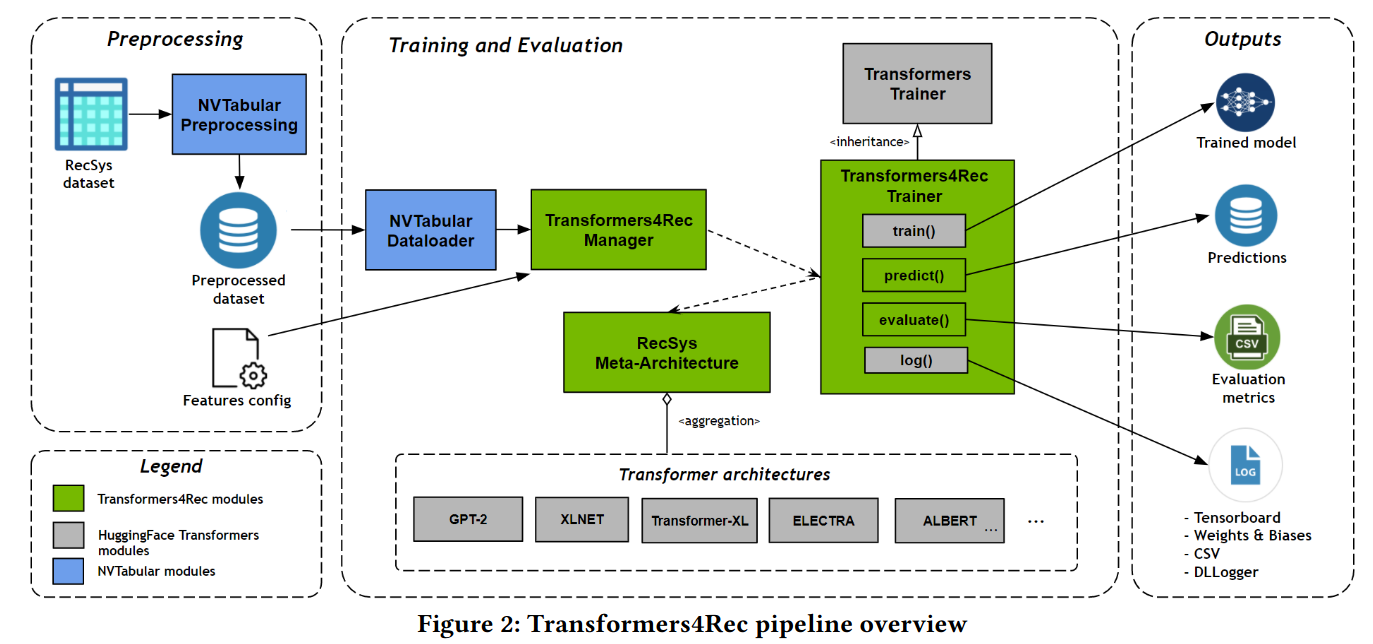 Preprocessing
RecSys
dataset
NVTabular
Preprocessing
Preprocessed
dataset
Features config
Legend
Transformers4Rec modules
HuggingFace Transformers
modules
NVTabular modules
Training and Evaluation
NVTabular
Dataloader
Transformers4Rec
Manager
Transformers
Trainer
<inheritance>
Transformers4Rec
Trainer
train()
predict()
evaluate()
log()
RecSys
Meta-Architecture
<aggregation>
Transformer architectures
GPT-2
XLNET
Transformer-XL
ELECTRA
ALBERT ...
...
Outputs
Trained model
Predictions
CSV
Evaluation
metrics
LOG
- Tensorboard
- Weights & Biases
- CSV
- DLLogger
Figure 2: Transformers4Rec pipeline overview